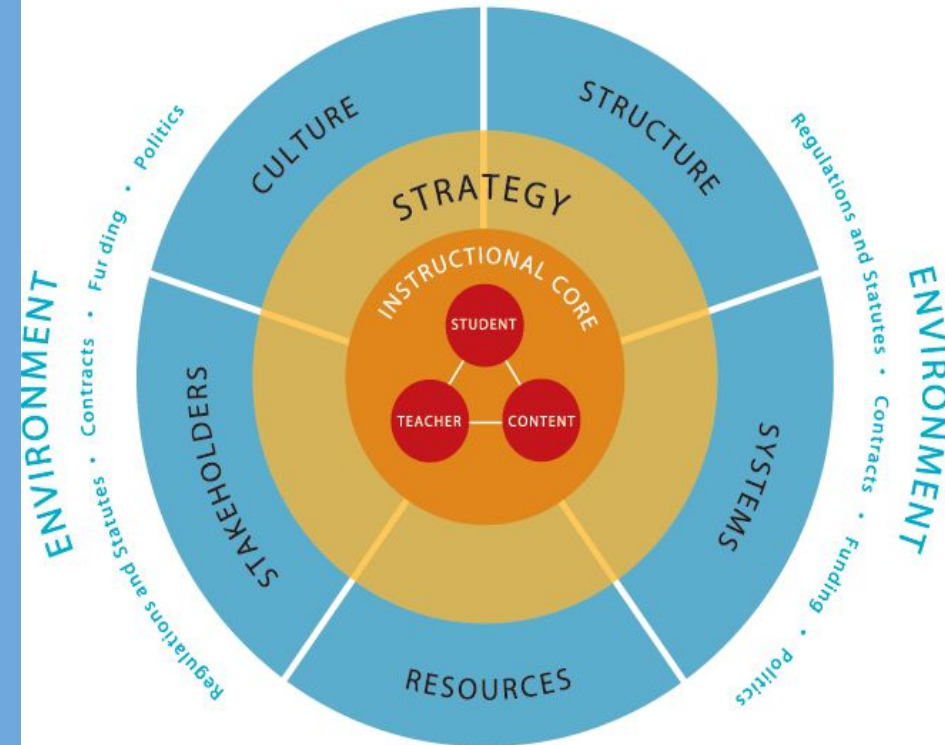 CULTURE
STRUCTURE
STRATEGY
INSTRUCTIONAL CORE
STUDENT
TEACHER
CONTENT
STAKEHOLDERS
SYSTEMS
RESOURCES
ENVIRONMENT
Regulations and Statutes • Contracts • Fur ding • Politics
Regulations and Statutes • Contracts • Funding • Politics
ENVIRONMENT